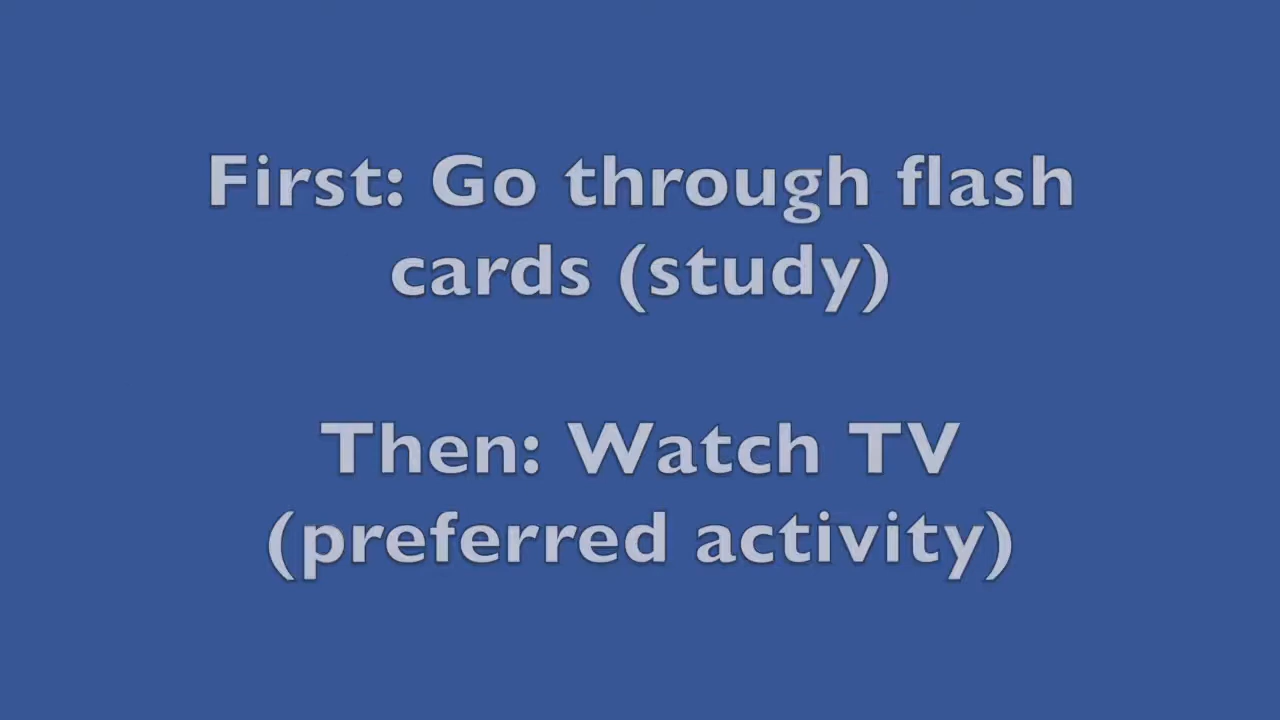 First: Go through flash
cards (study)
Then: Watch TV
(preferred activity)